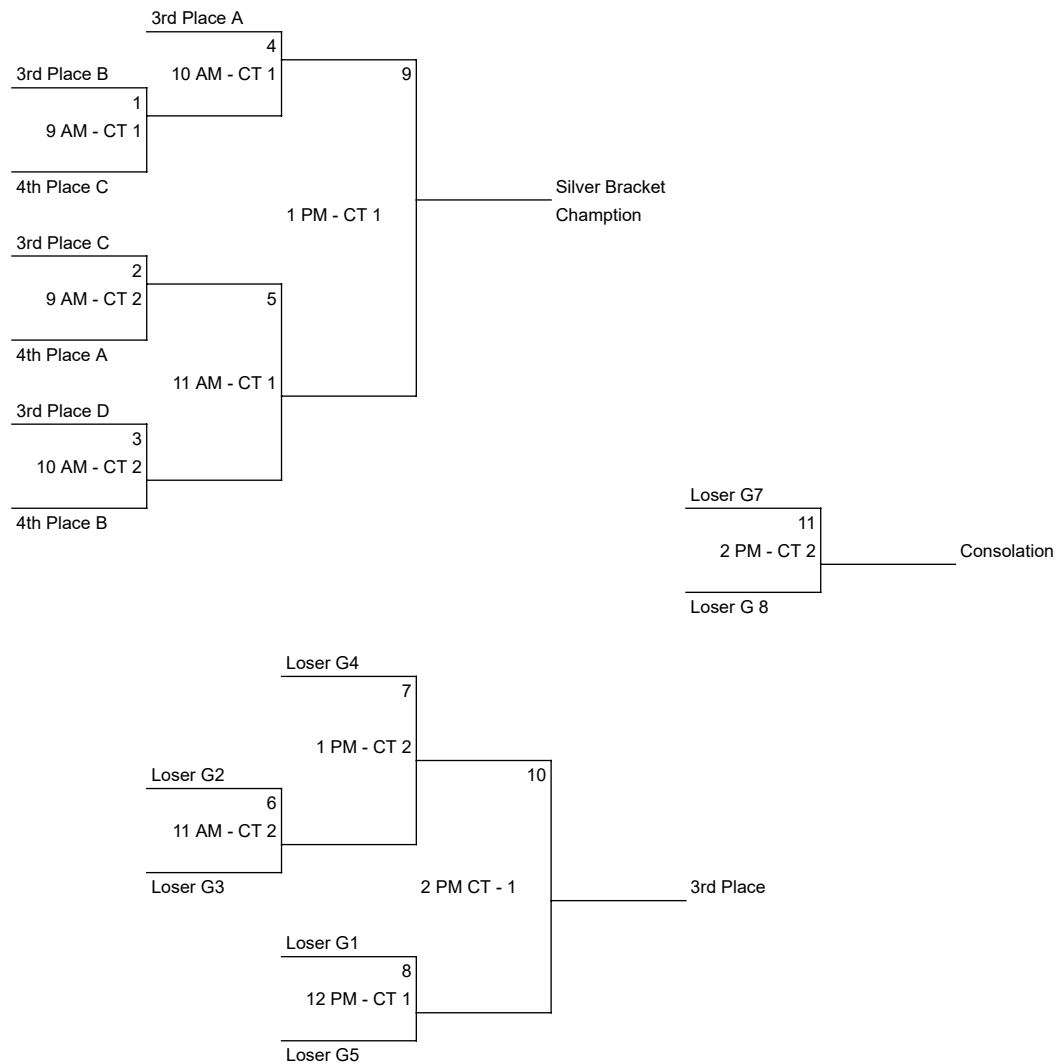 3rd Place A
4
10 AM - CT 1
9
3rd Place B
1
9 AM - CT 1
4th Place C
1 PM - CT 1
Silver Bracket
Chamption
3rd Place C
2
9 AM - CT 2
4th Place A
5
11 AM - CT 1
3rd Place D
3
10 AM - CT 2
4th Place B
Loser G7
11
2 PM - CT 2
Consolation
Loser G 8
Loser G4
7
1 PM - CT 2
Loser G2
6
11 AM - CT 2
Loser G3
10
2 PM CT - 1
3rd Place
Loser G1
8
12 PM - CT 1
Loser G5